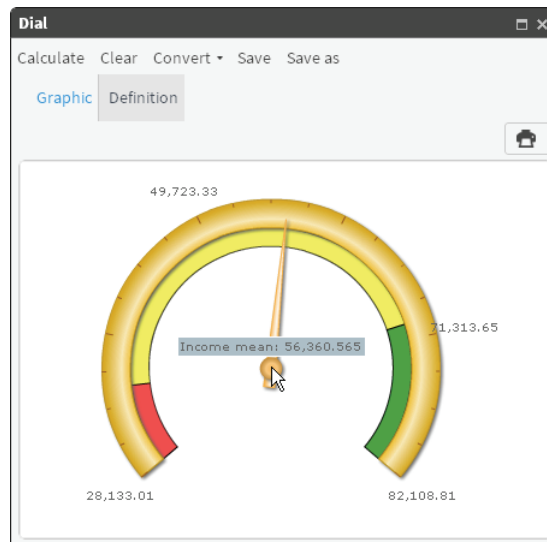 Dial
Calculate Clear Convert Save Save as
Graphic Definition
49,723.33
71,313.65
Income mean: 56,360.565
28,133.01 82,108.81